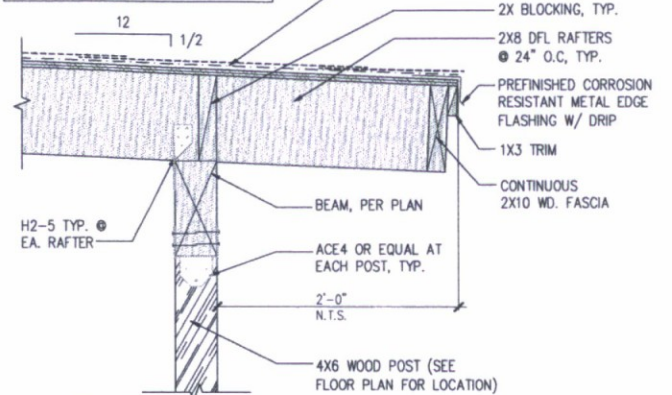 12
1/2
2X BLOCKING, TYP.
2X8 DFL RAFTERS
@ 24" O.C, TYP.
PREFINISHED CORROSION
RESISTANT METAL EDGE
FLASHING W/ DRIP
1X3 TRIM
CONTINUOUS
2X10 WD. FASCIA
BEAM, PER PLAN
H2-5 TYP. @
EA. RAFTER
ACE4 OR EQUAL AT
EACH POST, TYP.
2'-0"
N.T.S.
4X6 WOOD POST (SEE
FLOOR PLAN FOR LOCATION)